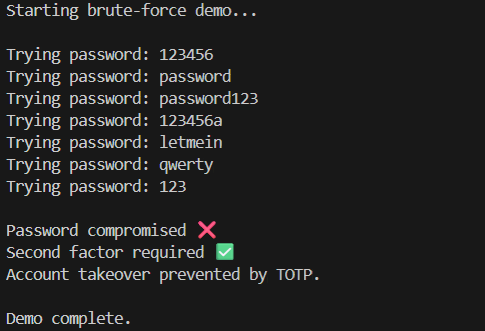 Starting brute-force demo...
Trying password: 123456
Trying password: password
Trying password: password123
Trying password: 123456a
Trying password: letmein
Trying password: qwerty
Trying password: 123
Password compromised ❌
Second factor required ✅
Account takeover prevented by TOTP.
Demo complete.